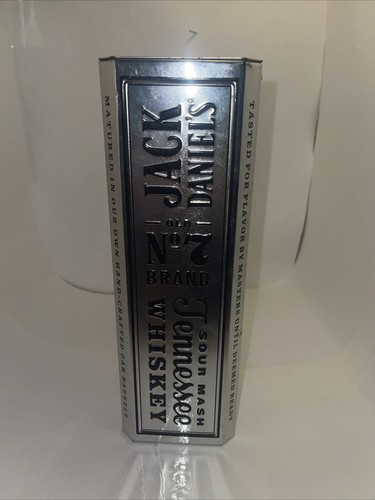 JACK
DANIEL'S
OLD
Nº 7
BRAND
Tennessee
SOUR MASH
WHISKEY
MATURED IN OUR OWN HAND-CRAFTED OAK BARRELS
TASTED FOR FLAVOR BY MASTERS UNTIL DEEMED READY